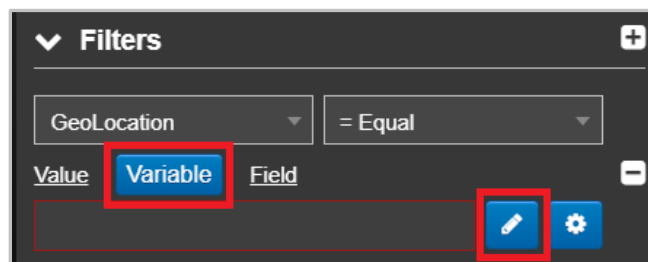 Filters
GeoLocation = Equal
Value Variable Field